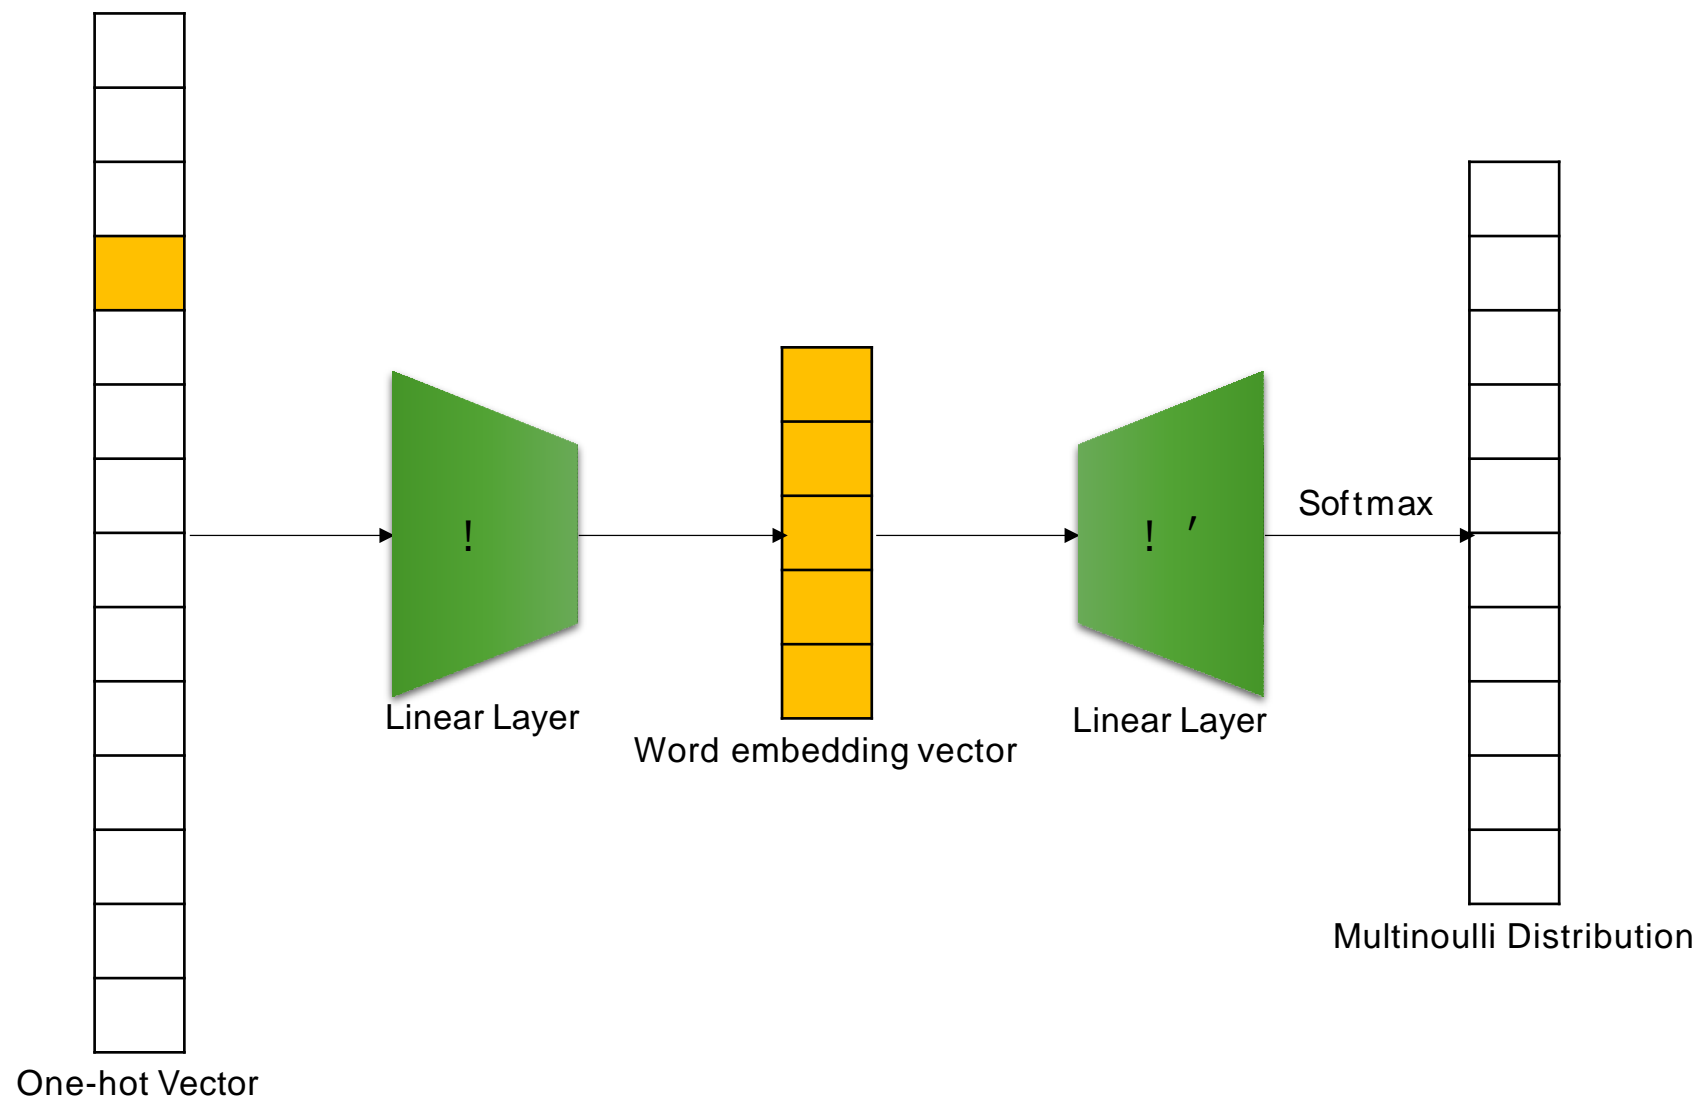 Softmax
!
! ′
Linear Layer
Linear Layer
Word embedding vector
Multinoulli Distribution
One-hot Vector